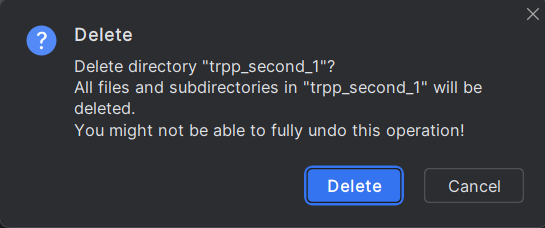 Delete
Delete directory "trpp_second_1"?
All files and subdirectories in "trpp_second_1" will be
deleted.
You might not be able to fully undo this operation!
Delete
Cancel